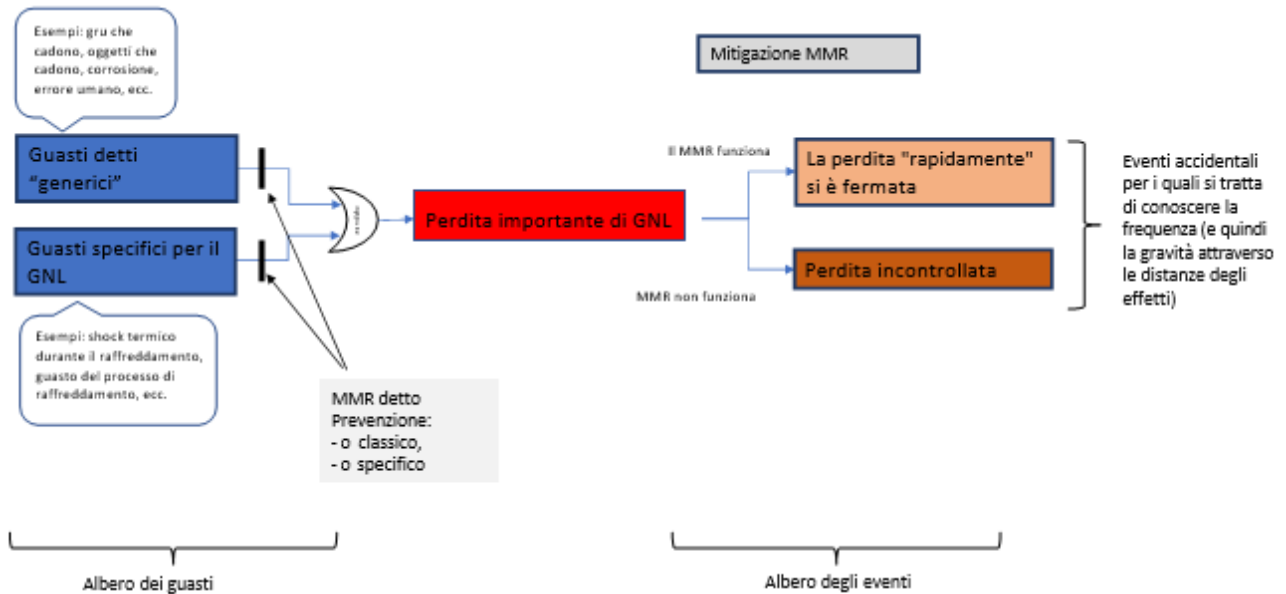 Esempi: gru che
cadono, oggetti che
cadono, corrosione,
errore umano, ecc.
Mitigazione MMR
Guasti detti
“generici”
Il MMR funziona
La perdita "rapidamente"
si è fermata
Eventi accidentali
per i quali si tratta
di conoscere la
frequenza (e quindi
la gravità attraverso
le distanze degli
effetti)
Perdita importante di GNL
Guasti specifici per il
GNL
Perdita incontrollata
MMR non funziona
Esempi: shock termico
durante il raffreddamento,
guasto del processo di
raffreddamento, ecc.
MMR detto
Prevenzione:
- o classico,
- o specifico
Albero dei guasti
Albero degli eventi